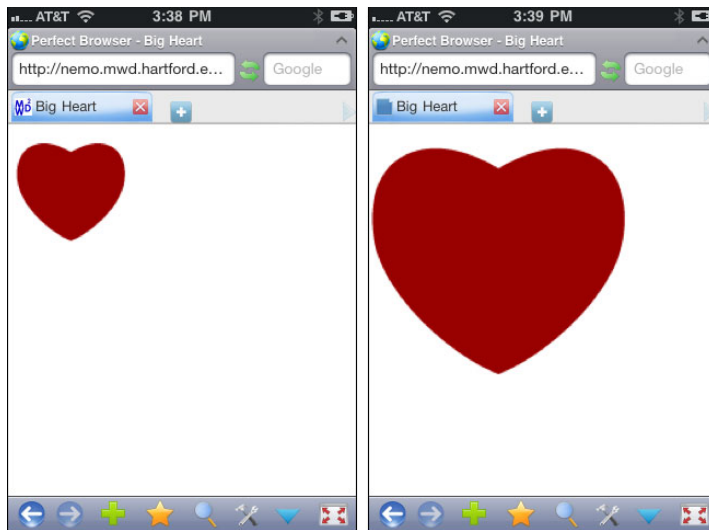 AT&T 3:38 PM
Perfect Browser - Big Heart
http://nemo.mwd.hartford.e... Google
Big Heart
AT&T 3:39 PM
Perfect Browser - Big Heart
http://nemo.mwd.hartford.e... Google
Big Heart